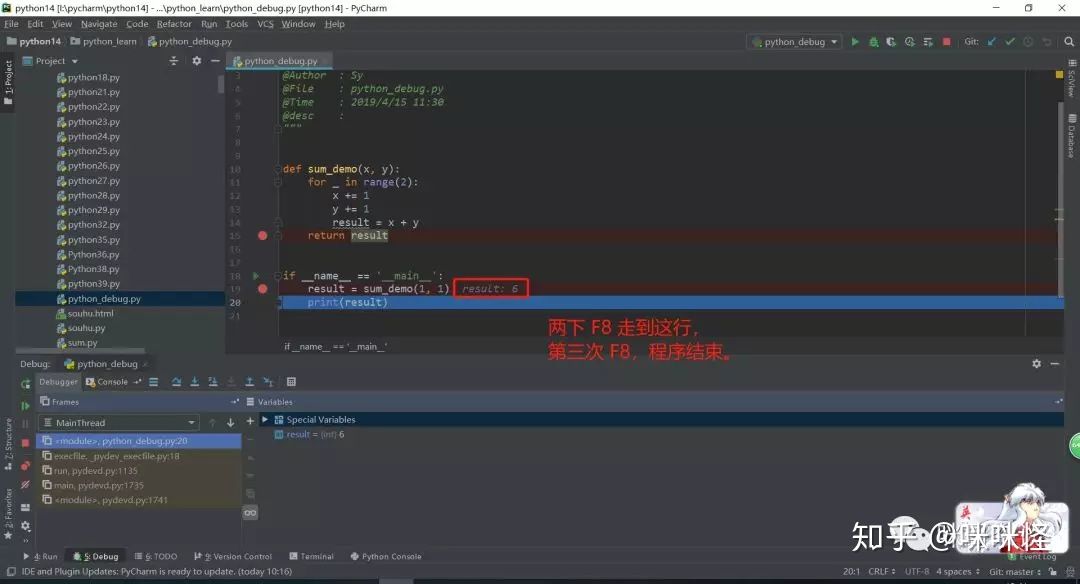 python14 [I:\pycharm\python14] - ...\python_learn\python_debug.py [python14] - PyCharm
File Edit View Navigate Code Refactor Run Tools VCS Window Help
python14 python_learn python_debug.py
python_debug Git:
Project
python_debug.py
1: Project
SciView
Database
python18.py
python21.py
python22.py
python23.py
python24.py
python25.py
python26.py
python27.py
python28.py
python29.py
python32.py
python35.py
Python36.py
Python38.py
python39.py
python_debug.py
souhu.html
souhu.py
sum.py
3 @Author : Sy
4 @File : python_debug.py
5 @Time : 2019/4/15 11:30
6 @desc :
7 """
8
9
10 def sum_demo(x, y):
11 for _ in range(2):
12 x += 1
13 y += 1
14 result = x + y
15 return result
16
17
18 if __name__ == '__main__':
19 result = sum_demo(1, 1) result: 6
20 print(result)
21
两下 F8 走到这行，
第三次 F8，程序结束。
if __name__ == '__main__'
Debug: python_debug
Debugger Console
Frames
Variables
MainThread
Special Variables
<module>, python_debug.py:20
result = {int} 6
execfile, _pydev_execfile.py:18
run, pydevd.py:1135
main, pydevd.py:1735
<module>, pydevd.py:1741
Z: Structure
2: Favorites
英
知乎 @咪咪怪
4: Run 5: Debug 6: TODO 9: Version Control Terminal Python Console Event Log
IDE and Plugin Updates: PyCharm is ready to update. (today 10:16) 20:1 CRLF UTF-8 4 spaces Git: master